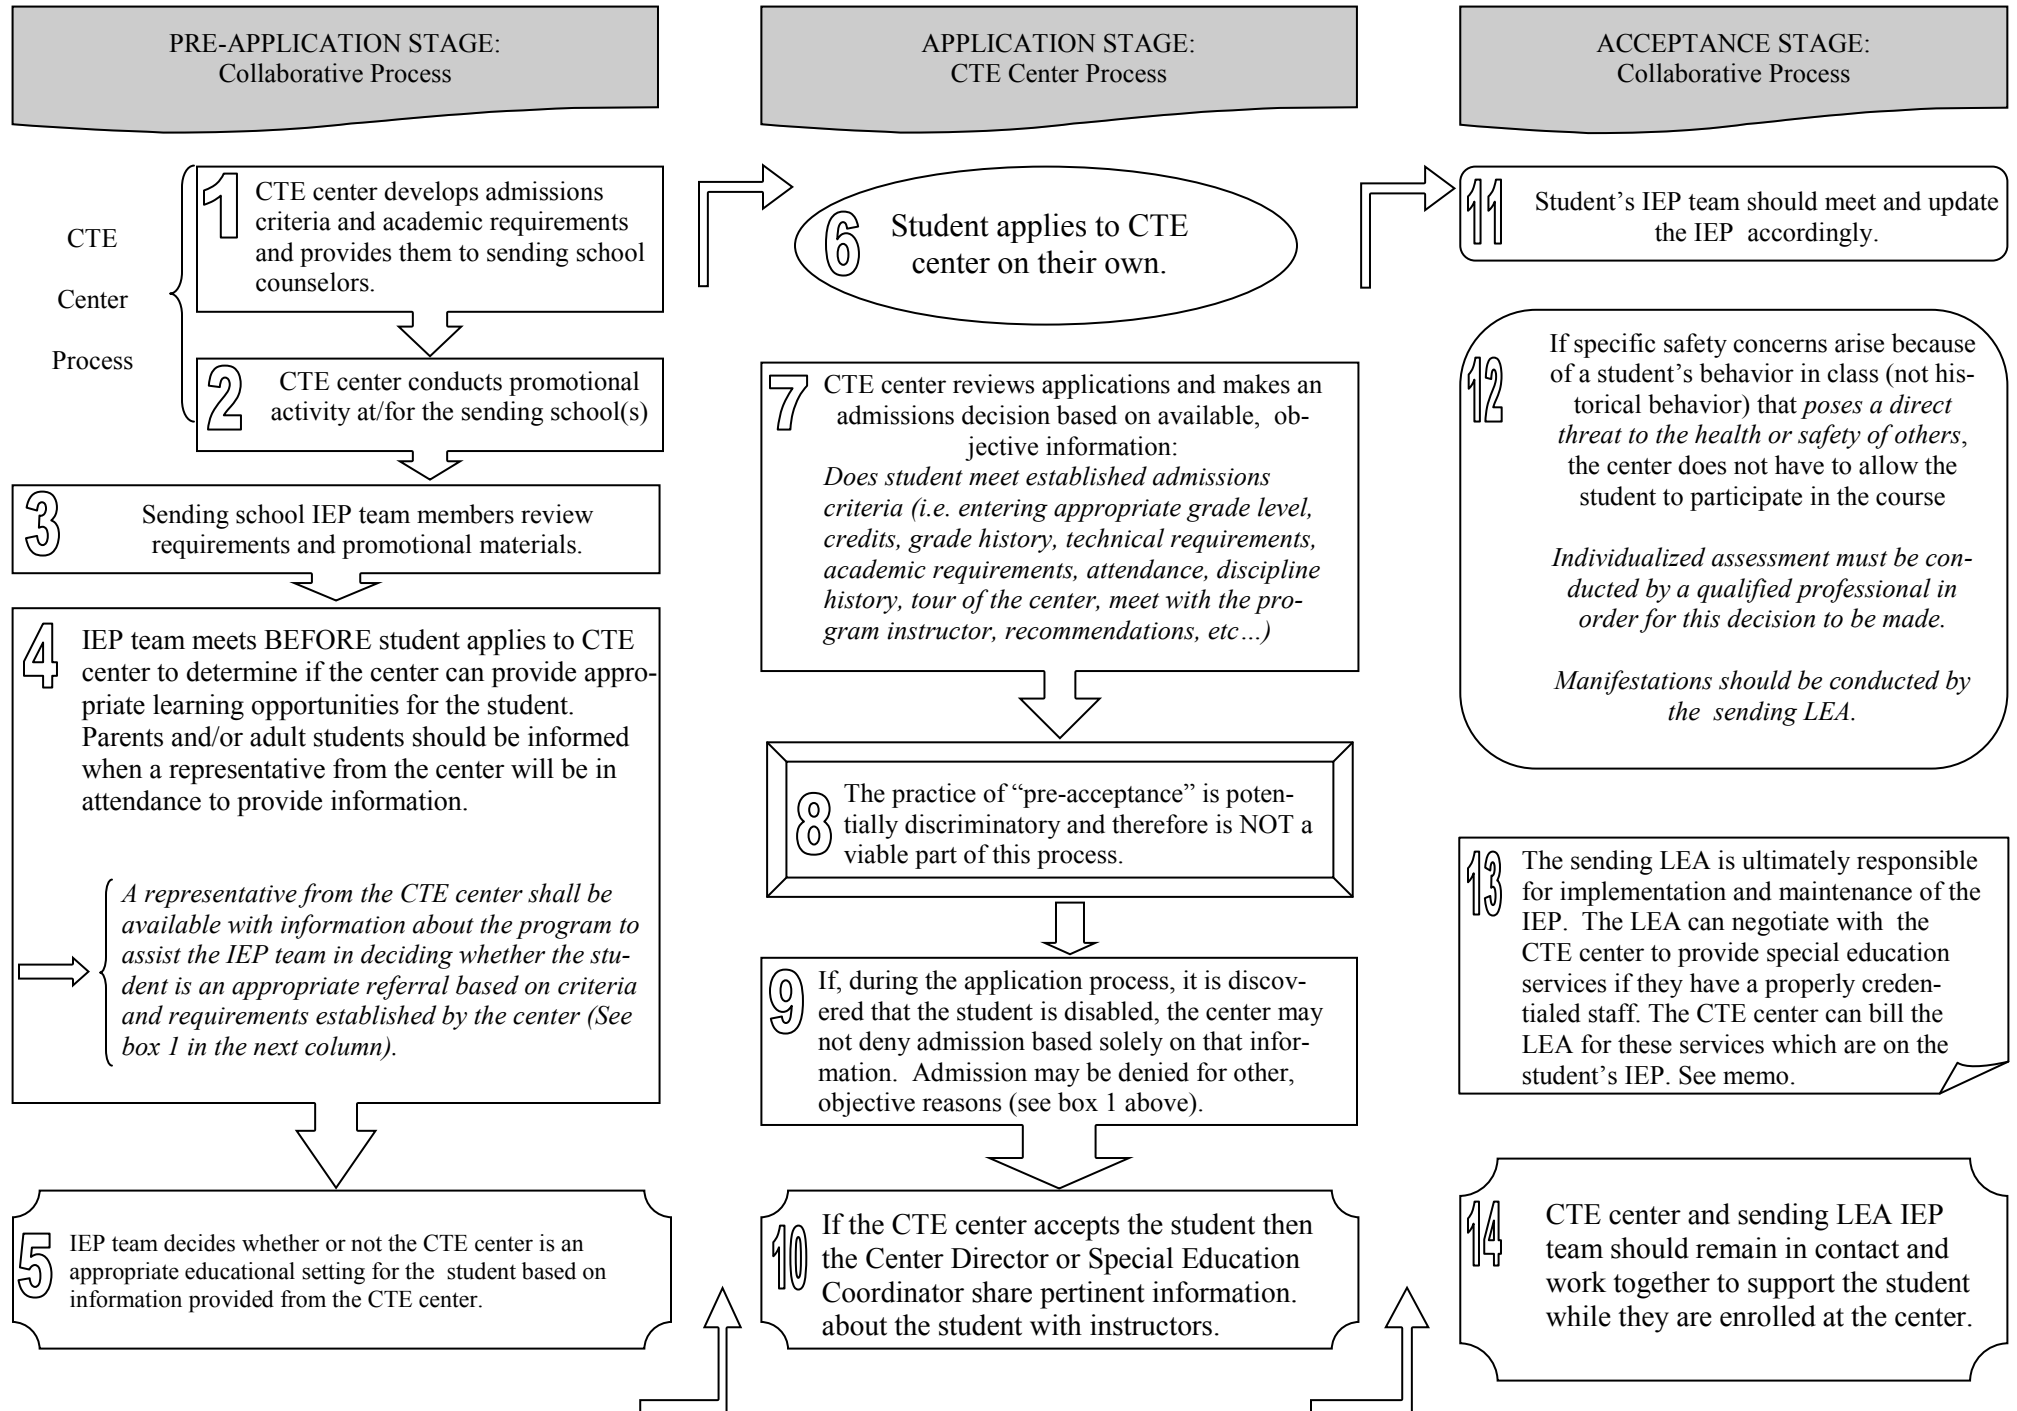 PRE-APPLICATION STAGE:
Collaborative Process
CTE
Center
Process
1
CTE center develops admissions
criteria and academic requirements
and provides them to sending school
counselors.
2
CTE center conducts promotional
activity at/for the sending school(s)
3
Sending school IEP team members review
requirements and promotional materials.
4
IEP team meets BEFORE student applies to CTE
center to determine if the center can provide appro-
priate learning opportunities for the student.
Parents and/or adult students should be informed
when a representative from the center will be in
attendance to provide information.
A representative from the CTE center shall be
available with information about the program to
assist the IEP team in deciding whether the stu-
dent is an appropriate referral based on criteria
and requirements established by the center (See
box 1 in the next column).
5
IEP team decides whether or not the CTE center is an
appropriate educational setting for the student based on
information provided from the CTE center.
APPLICATION STAGE:
CTE Center Process
6
Student applies to CTE
center on their own.
7
CTE center reviews applications and makes an
admissions decision based on available, ob-
jective information:
Does student meet established admissions
criteria (i.e. entering appropriate grade level,
credits, grade history, technical requirements,
academic requirements, attendance, discipline
history, tour of the center, meet with the pro-
gram instructor, recommendations, etc…)
8
The practice of “pre-acceptance” is poten-
tially discriminatory and therefore is NOT a
viable part of this process.
9
If, during the application process, it is discov-
ered that the student is disabled, the center may
not deny admission based solely on that infor-
mation. Admission may be denied for other,
objective reasons (see box 1 above).
10
If the CTE center accepts the student then
the Center Director or Special Education
Coordinator share pertinent information.
about the student with instructors.
ACCEPTANCE STAGE:
Collaborative Process
11
Student’s IEP team should meet and update
the IEP accordingly.
12
If specific safety concerns arise because
of a student’s behavior in class (not his-
torical behavior) that poses a direct
threat to the health or safety of others,
the center does not have to allow the
student to participate in the course
Individualized assessment must be con-
ducted by a qualified professional in
order for this decision to be made.
Manifestations should be conducted by
the sending LEA.
13
The sending LEA is ultimately responsible
for implementation and maintenance of the
IEP. The LEA can negotiate with the
CTE center to provide special education
services if they have a properly creden-
tialed staff. The CTE center can bill the
LEA for these services which are on the
student’s IEP. See memo.
14
CTE center and sending LEA IEP
team should remain in contact and
work together to support the student
while they are enrolled at the center.